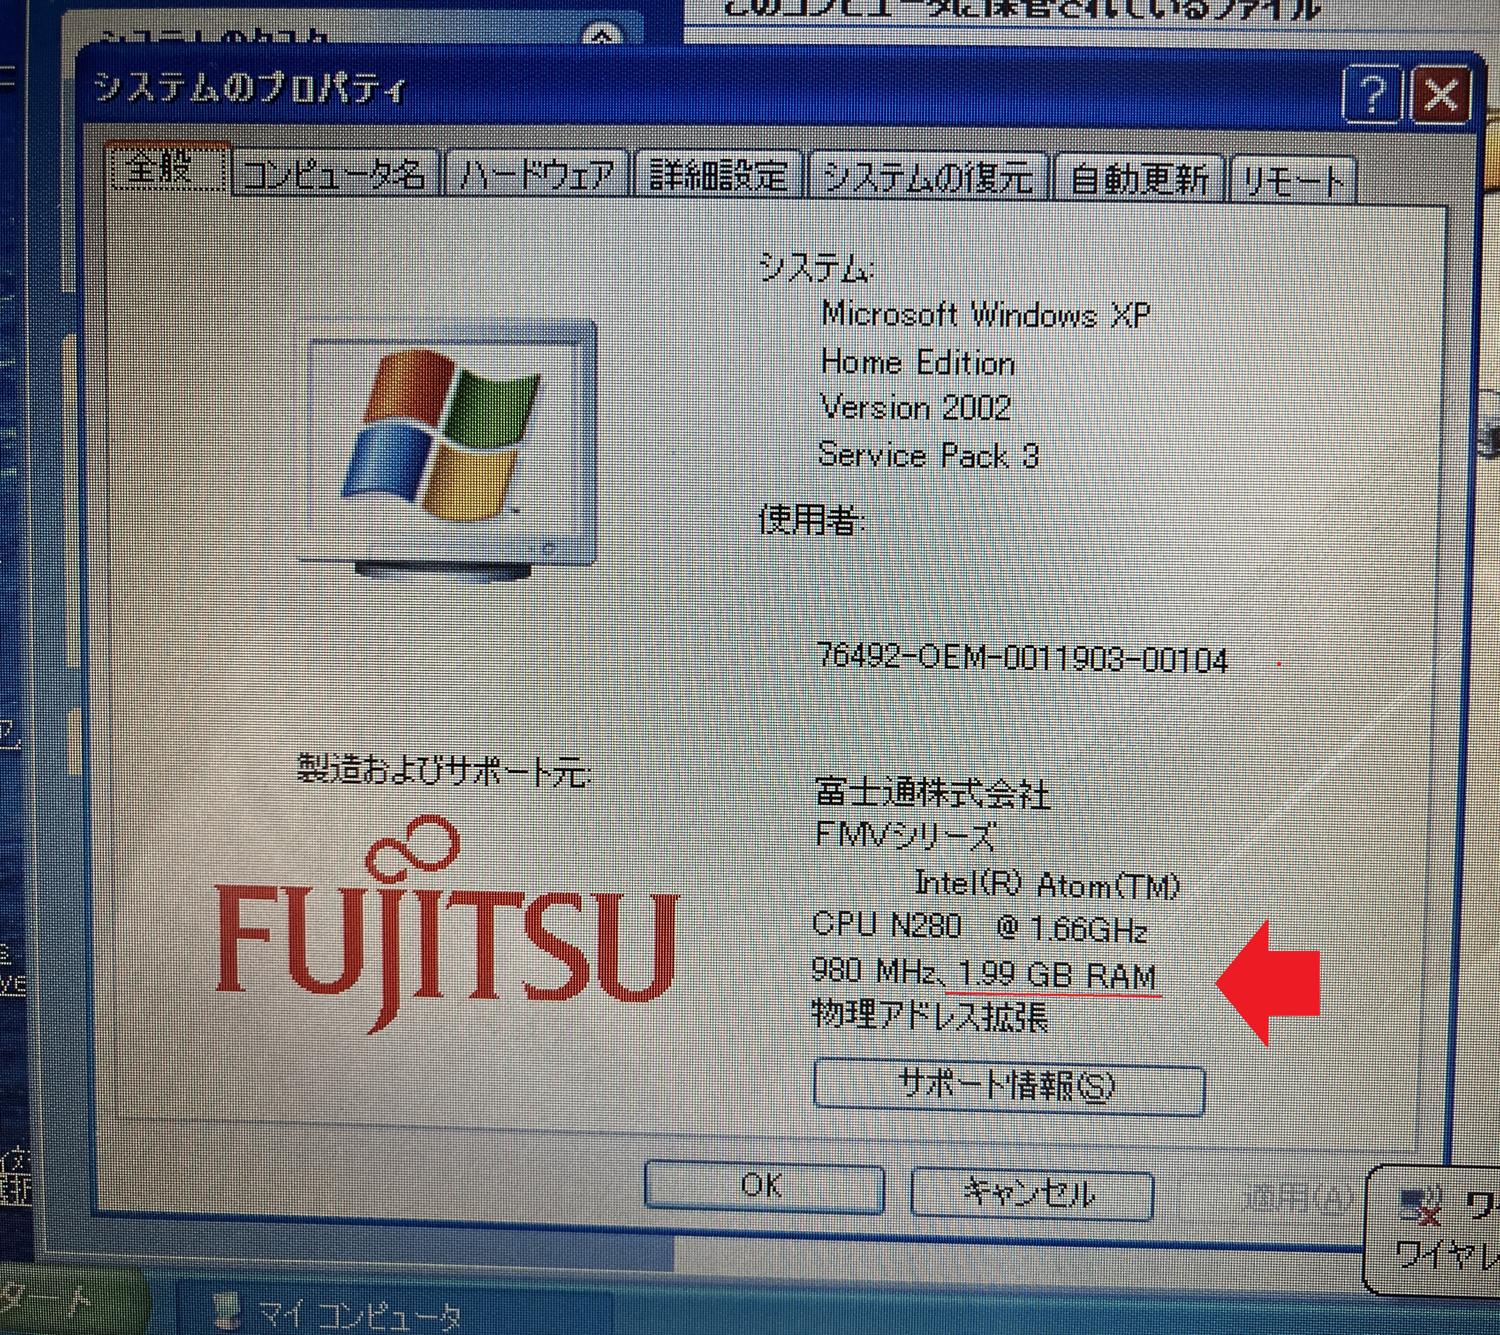 このコンピュータに保管されているファイル
システムのタスク
システムのプロパティ
?
全般 コンピュータ名 ハードウェア 詳細設定 システムの復元 自動更新 リモート
システム:
Microsoft Windows XP
Home Edition
Version 2002
Service Pack 3
使用者:
76492-OEM-0011903-00104
製造およびサポート元:
FUJITSU
富士通株式会社
FMVシリーズ
Intel(R) Atom(TM)
CPU N280 @ 1.66GHz
980 MHz、1.99 GB RAM
物理アドレス拡張
サポート情報(S)
OK キャンセル 適用(A)
ワイヤレ
タート マイ コンピュータ